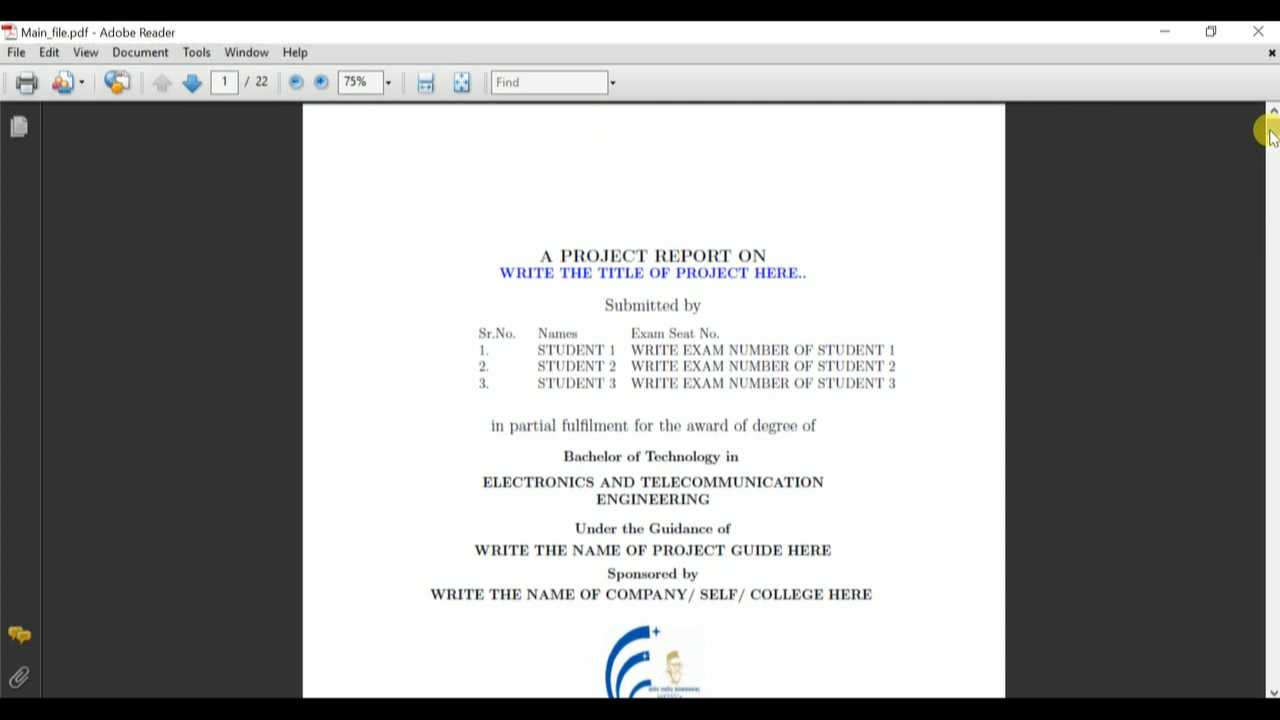 Main_file.pdf - Adobe Reader
File Edit View Document Tools Window Help
1 / 22 75% Find
A PROJECT REPORT ON
WRITE THE TITLE OF PROJECT HERE..
Submitted by
Sr.No. Names Exam Seat No.
1. STUDENT 1 WRITE EXAM NUMBER OF STUDENT 1
2. STUDENT 2 WRITE EXAM NUMBER OF STUDENT 2
3. STUDENT 3 WRITE EXAM NUMBER OF STUDENT 3
in partial fulfilment for the award of degree of
Bachelor of Technology in
ELECTRONICS AND TELECOMMUNICATION
ENGINEERING
Under the Guidance of
WRITE THE NAME OF PROJECT GUIDE HERE
Sponsored by
WRITE THE NAME OF COMPANY/ SELF/ COLLEGE HERE